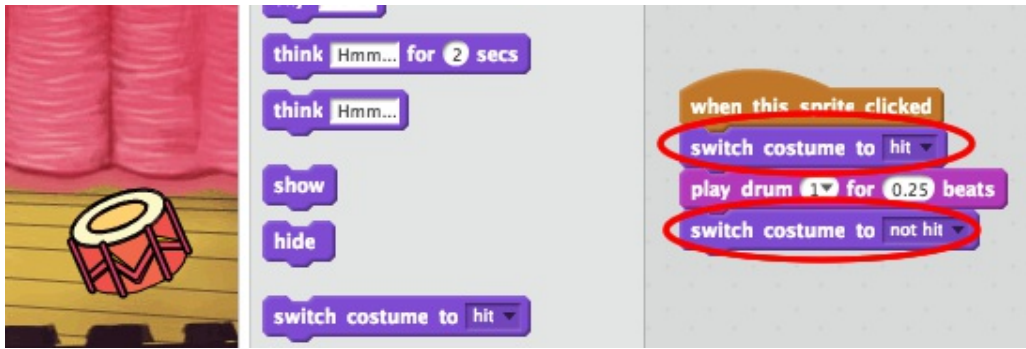 think Hmm... for 2 secs
think Hmm...
show
hide
switch costume to hit
when this sprite clicked
switch costume to hit
play drum 1 for 0.25 beats
switch costume to not hit